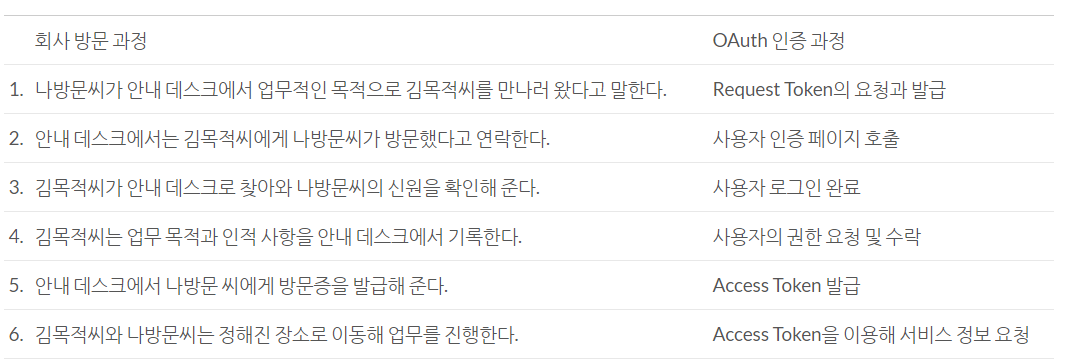 회사 방문 과정 OAuth 인증 과정
1. 나방문씨가 안내 데스크에서 업무적인 목적으로 김목적씨를 만나러 왔다고 말한다. Request Token의 요청과 발급
2. 안내 데스크에서는 김목적씨에게 나방문씨가 방문했다고 연락한다. 사용자 인증 페이지 호출
3. 김목적씨가 안내 데스크로 찾아와 나방문씨의 신원을 확인해 준다. 사용자 로그인 완료
4. 김목적씨는 업무 목적과 인적 사항을 안내 데스크에서 기록한다. 사용자의 권한 요청 및 수락
5. 안내 데스크에서 나방문 씨에게 방문증을 발급해 준다. Access Token 발급
6. 김목적씨와 나방문씨는 정해진 장소로 이동해 업무를 진행한다. Access Token을 이용해 서비스 정보 요청